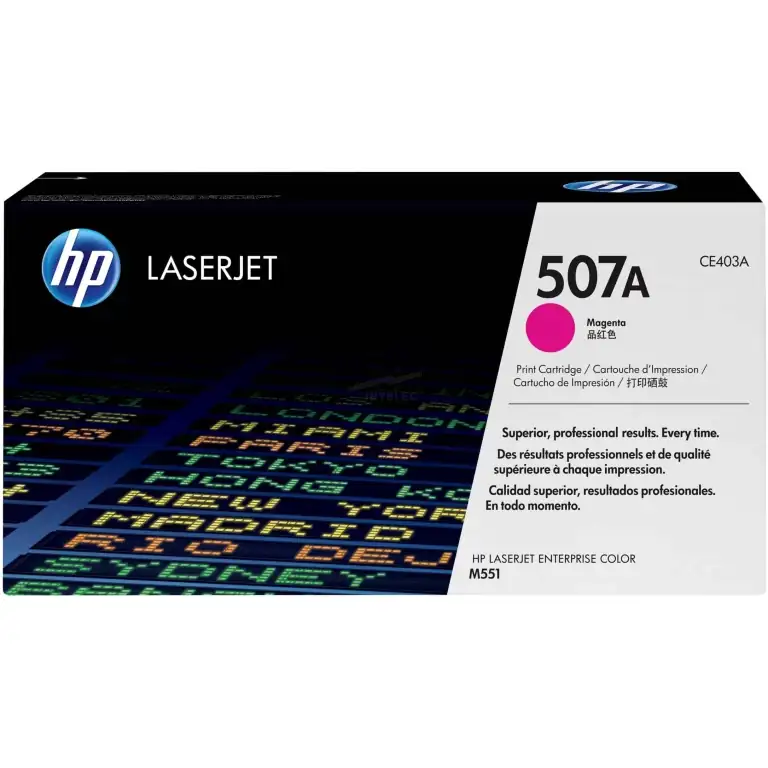 hp
hp
LASERJET
507A
CE403A
Magenta
品红色
Print Cartridge / Cartouche d'Impression /
Cartucho de Impresión / 打印硒鼓
Superior, professional results. Every time.
Des résultats professionnels et de qualité
supérieure à chaque impression.
Calidad superior, resultados profesionales.
En todo momento.
HP LASERJET ENTERPRISE COLOR
M551
LONDON
MIAMI
PARIS
TOKYO
HONG KO
NEW YOR
MADRID
RIO DEJ
SYDNEY